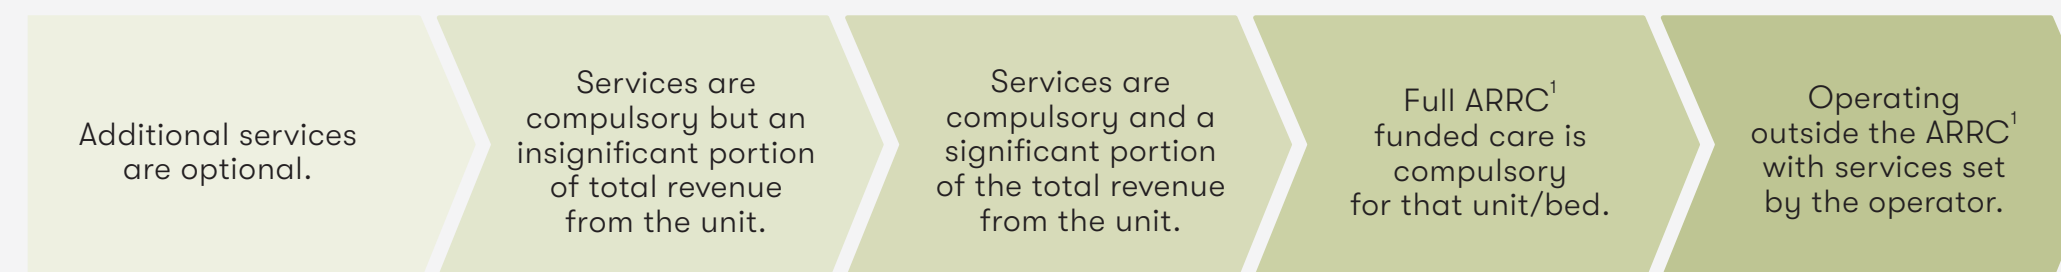 Additional services
are optional.
Services are
compulsory but an
insignificant portion
of total revenue
from the unit.
Services are
compulsory and a
significant portion
of the total revenue
from the unit.
Full ARRC¹
funded care is
compulsory
for that unit/bed.
Operating
outside the ARRC¹
with services set
by the operator.